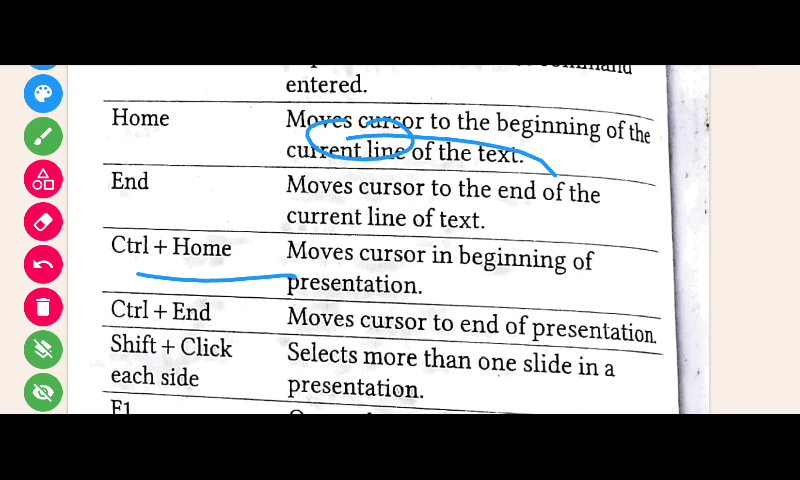 entered.
Home Moves cursor to the beginning of the
current line of the text.
End Moves cursor to the end of the
current line of text.
Ctrl + Home Moves cursor in beginning of
presentation.
Ctrl + End Moves cursor to end of presentation.
Shift + Click Selects more than one slide in a
each side presentation.
F1